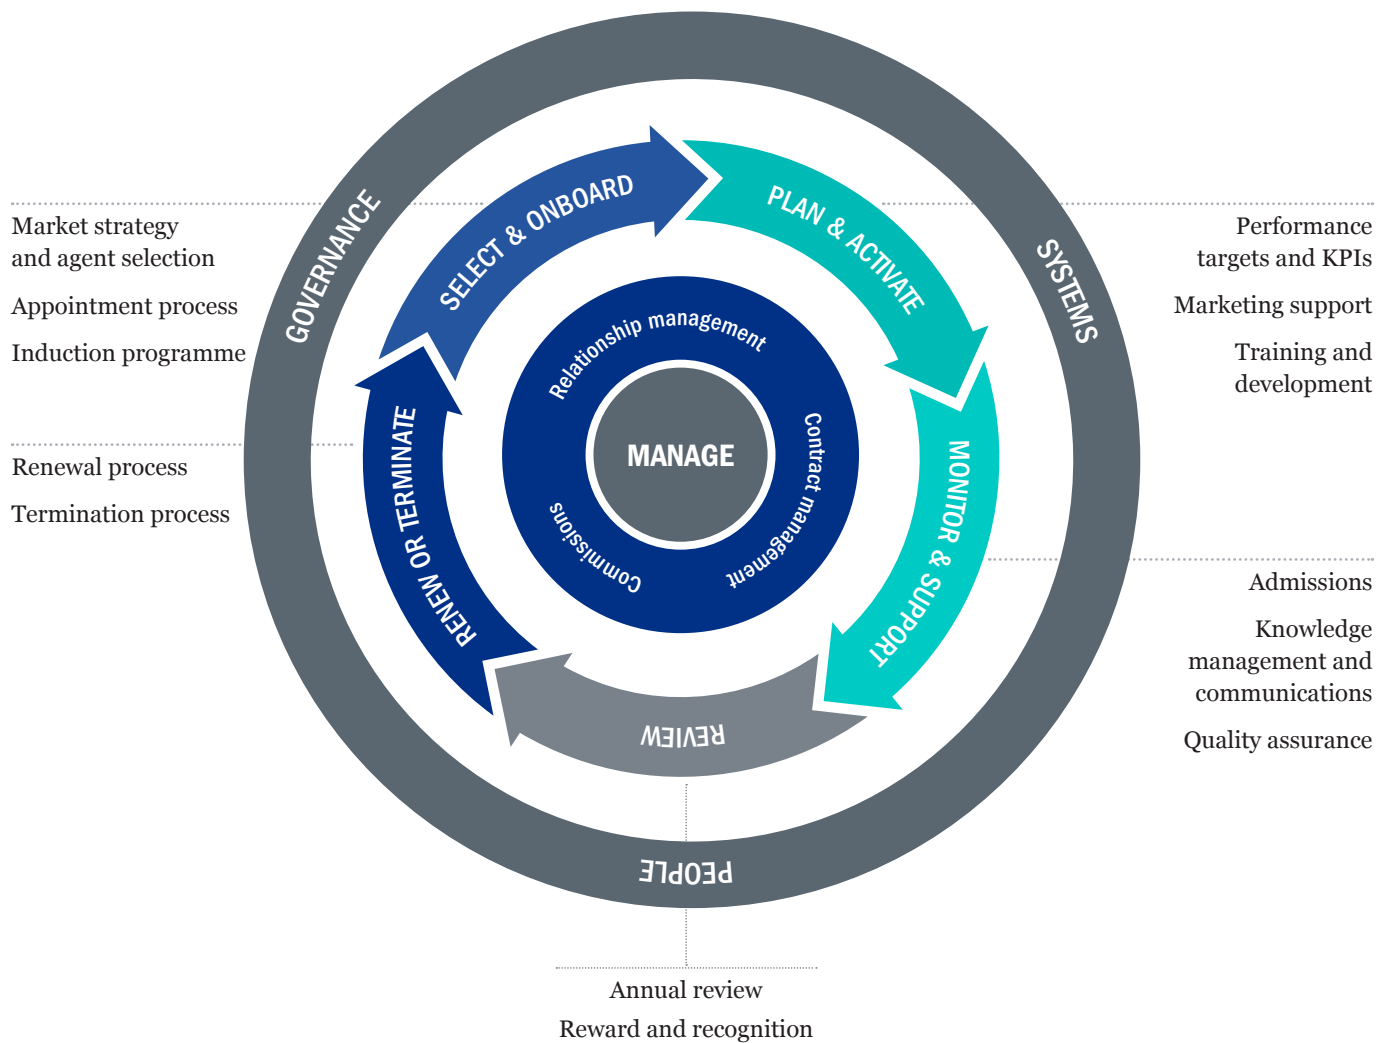 GOVERNANCE
SYSTEMS
PEOPLE
SELECT & ONBOARD
PLAN & ACTIVATE
MONITOR & SUPPORT
REVIEW
RENEW OR TERMINATE
Relationship management
Contract management
Commissions
MANAGE
Market strategy
and agent selection
Appointment process
Induction programme
Renewal process
Termination process
Performance
targets and KPIs
Marketing support
Training and
development
Admissions
Knowledge
management and
communications
Quality assurance
Annual review
Reward and recognition